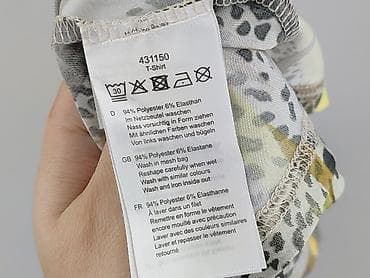 431150
T-Shirt
30
D 94% Polyester 6% Elasthan
Im Netzbeutel waschen
Nass vorsichtig in Form ziehen
Mit ähnlichen Farben waschen
Von links waschen und bügeln
GB 94% Polyester 6% Elastane
Wash in mesh bag
Reshape carefully when wet
Wash with similar colours
Wash and iron inside out
FR 94% Polyester 6% Elasthanne
À laver dans un filet
Remettre en forme le vêtement
encore mouillé avec précaution
Laver avec des couleurs similaires
Laver et repasser le vêtement
retourné